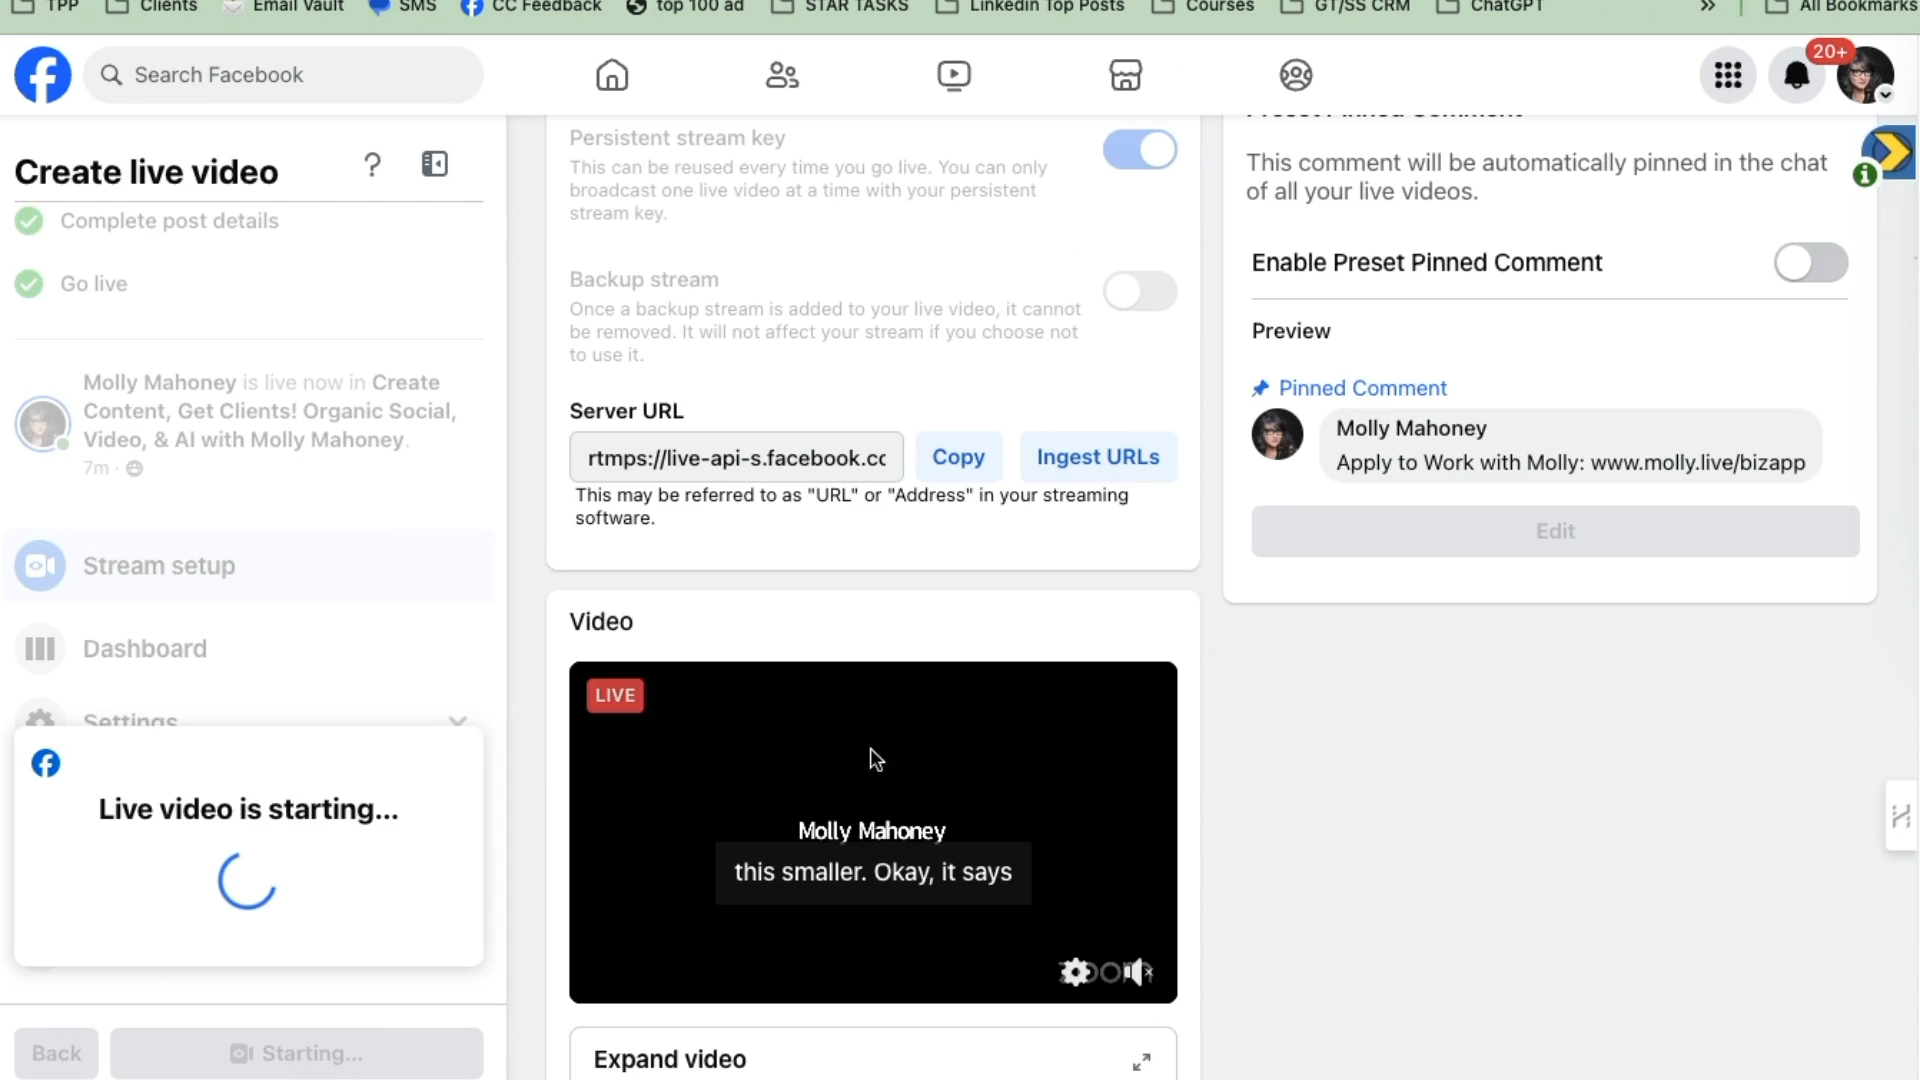 TPP
Clients
Email Vault
SMS
CC Feedback
top 100 ad
STAR TASKS
Linkedin Top Posts
Courses
GT/SS CRM
ChatGPT
»
All Bookmarks
Search Facebook
20+
Create live video
?
Complete post details
Go live
Molly Mahoney is live now in Create
Content, Get Clients! Organic Social,
Video, & AI with Molly Mahoney.
7m ·
Stream setup
Dashboard
Settings
Live video is starting...
Back
Starting...
Persistent stream key
This can be reused every time you go live. You can only
broadcast one live video at a time with your persistent
stream key.
Backup stream
Once a backup stream is added to your live video, it cannot
be removed. It will not affect your stream if you choose not
to use it.
Server URL
rtmps://live-api-s.facebook.cc
Copy
Ingest URLs
This may be referred to as "URL" or "Address" in your streaming
software.
Video
LIVE
Molly Mahoney
this smaller. Okay, it says
zoom
Expand video
Preset Pinned Comment
This comment will be automatically pinned in the chat
of all your live videos.
Enable Preset Pinned Comment
Preview
Pinned Comment
Molly Mahoney
Apply to Work with Molly: www.molly.live/bizapp
Edit